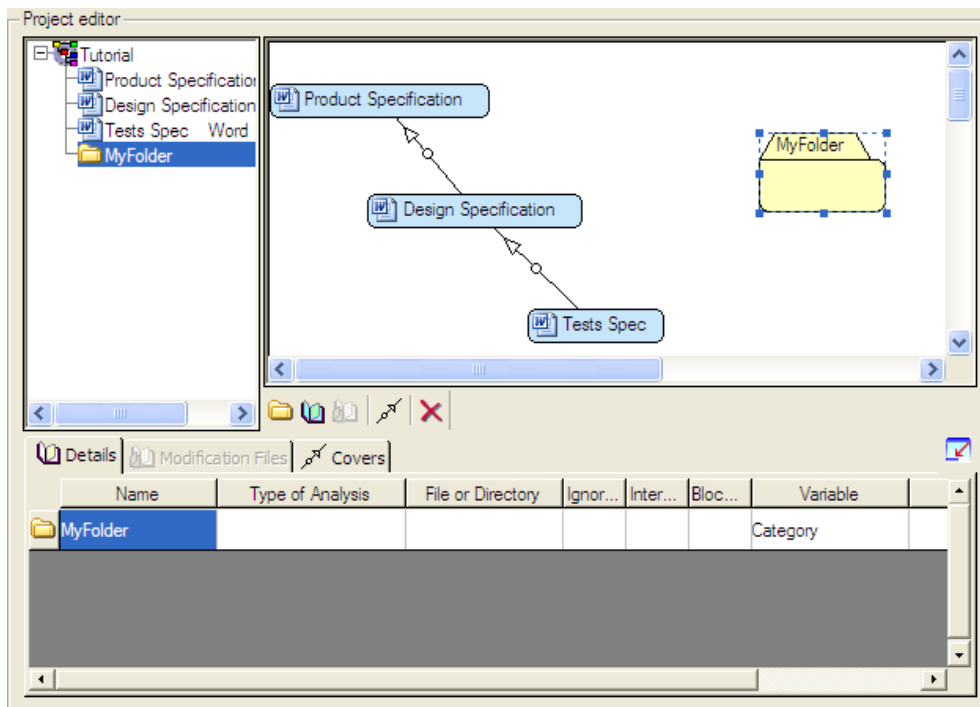 Project editor
Tutorial
Product Specification
Design Specification
Tests Spec Word
MyFolder
Product Specification
Design Specification
Tests Spec
MyFolder
Details
Modification Files
Covers
Name Type of Analysis File or Directory Ignor... Inter... Bloc... Variable
MyFolder Category